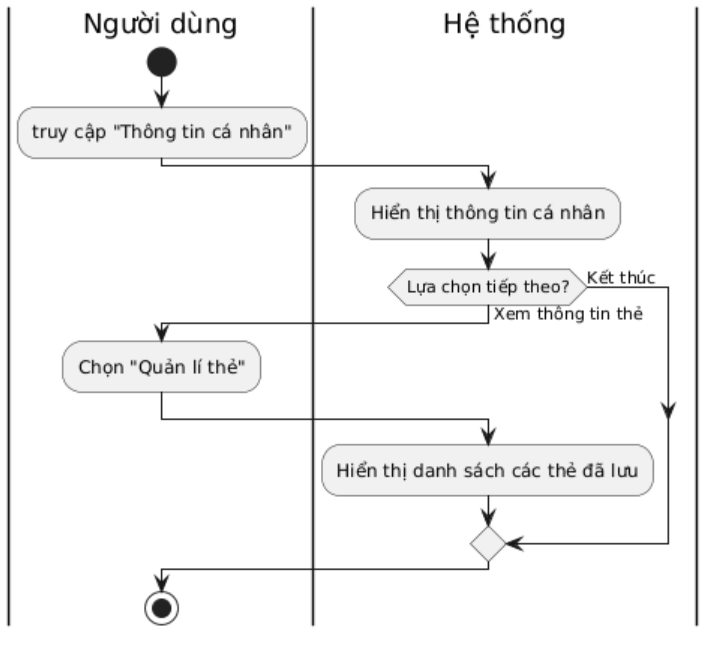 Người dùng
Hệ thống
truy cập "Thông tin cá nhân"
Hiển thị thông tin cá nhân
Lựa chọn tiếp theo?
Kết thúc
Xem thông tin thẻ
Chọn "Quản lí thẻ"
Hiển thị danh sách các thẻ đã lưu